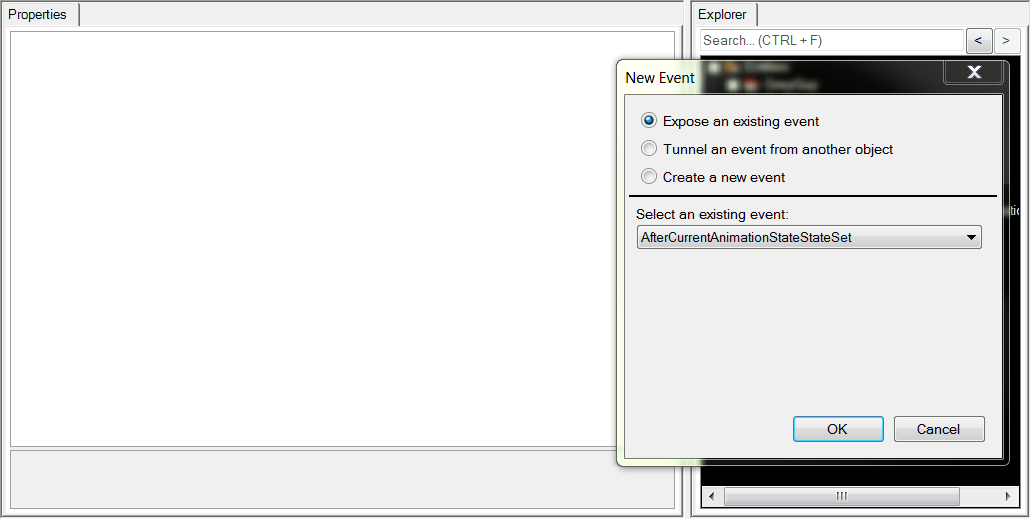 Properties
Explorer
Search... (CTRL + F)
<
>
New Event
X
Expose an existing event
Tunnel an event from another object
Create a new event
Select an existing event:
AfterCurrentAnimationStateStateSet
OK
Cancel